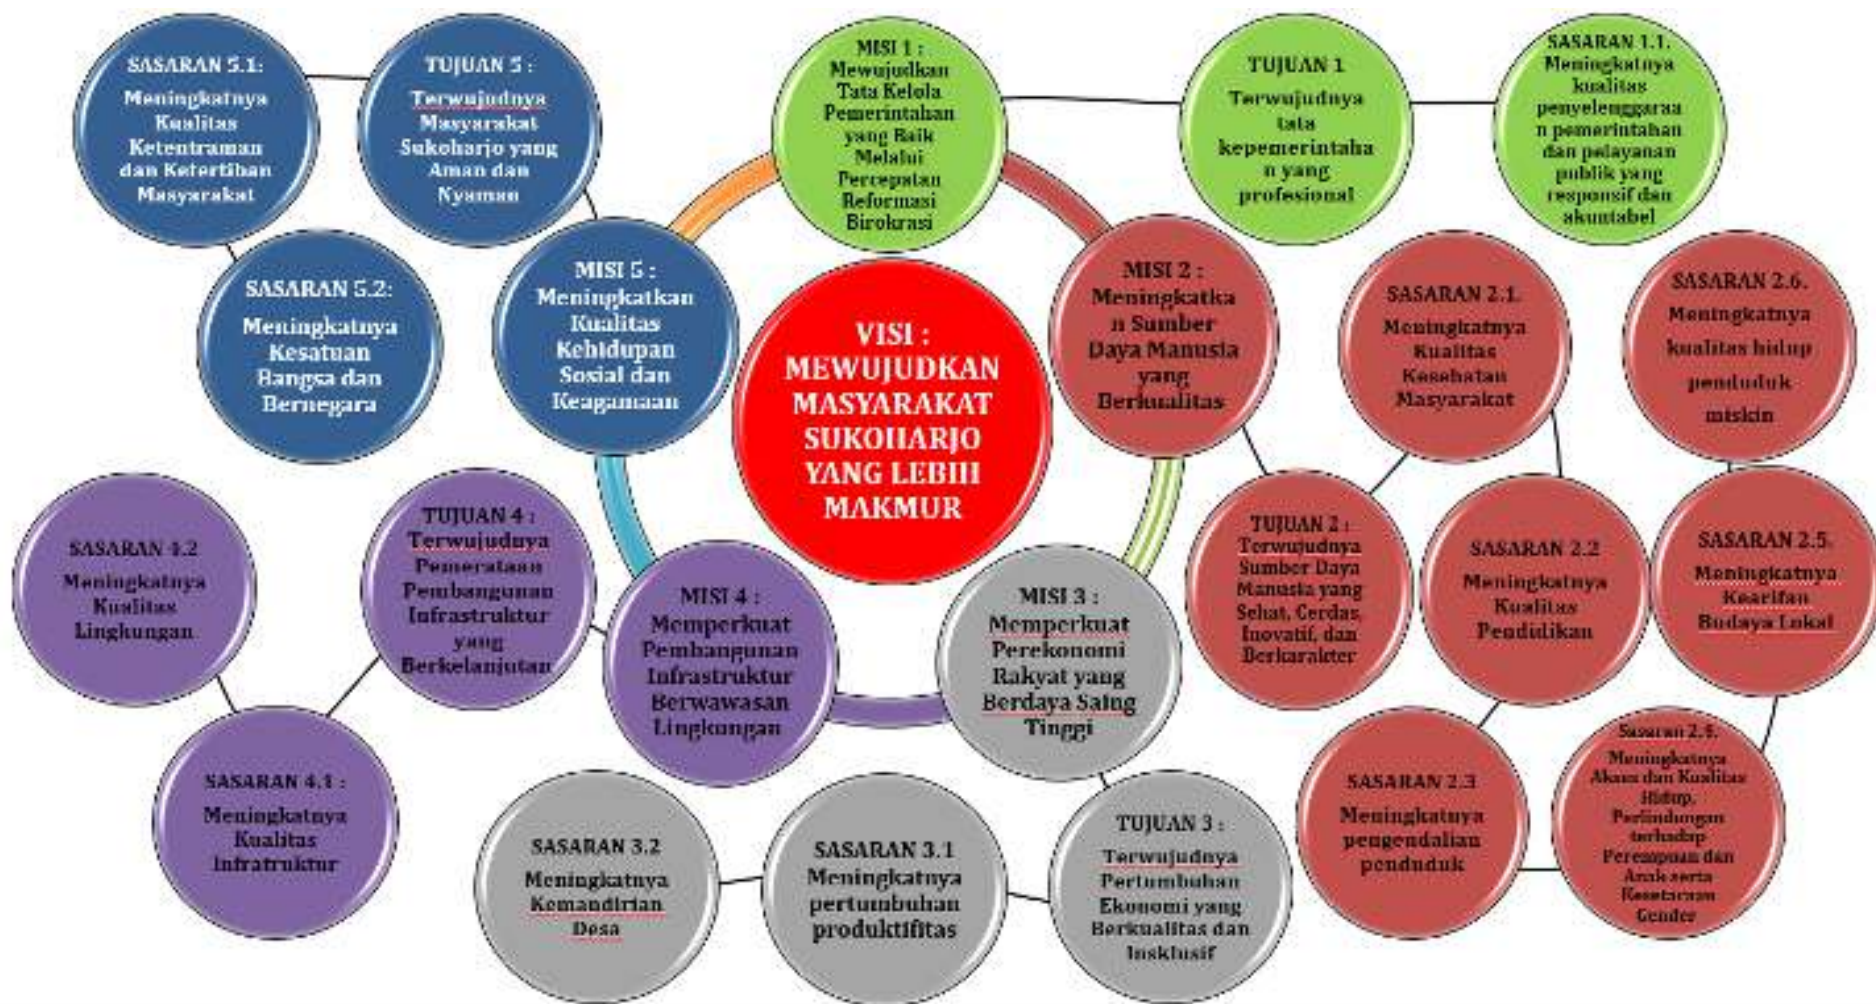 MISI 1 :
Mewujudkan
Tata Kelola
Pemerintahan
yang Baik
Melalui
Percepatan
Reformasi
Birokrasi
TUJUAN 1
Terwujudnya
tata
kepemerintaha
n yang
profesional
SASARAN 1.1.
Meningkatnya
kualitas
penyelenggaraa
n pemerintahan
dan pelayanan
publik yang
responsif dan
akuntabel
SASARAN 5.1:
Meningkatnya
Kualitas
Ketentraman
dan Ketertiban
Masyarakat
TUJUAN 5 :
Terwujudnya
Masyarakat
Sukoharjo yang
Aman dan
Nyaman
SASARAN 5.2:
Meningkatnya
Kesatuan
Bangsa dan
Bernegara
MISI 5 :
Meningkatkan
Kualitas
Kehidupan
Sosial dan
Keagamaan
VISI :
MEWUJUDKAN
MASYARAKAT
SUKOHARJO
YANG LEBIH
MAKMUR
MISI 2 :
Meningkatka
n Sumber
Daya Manusia
yang
Berkualitas
SASARAN 2.1.
Meningkatnya
Kualitas
Kesehatan
Masyarakat
SASARAN 2.6.
Meningkatnya
kualitas hidup
penduduk
miskin
SASARAN 4.2
Meningkatnya
Kualitas
Lingkungan
TUJUAN 4 :
Terwujudnya
Pemerataan
Pembangunan
Infrastruktur
yang
Berkelanjutan
MISI 4 :
Memperkuat
Pembangunan
Infrastruktur
Berwawasan
Lingkungan
MISI 3 :
Memperkuat
Perekonomi
Rakyat yang
Berdaya Saing
Tinggi
TUJUAN 2 :
Terwujudnya
Sumber Daya
Manusia yang
Sehat, Cerdas,
Inovatif, dan
Berkarakter
SASARAN 2.2
Meningkatnya
Kualitas
Pendidikan
SASARAN 2.5.
Meningkatnya
Kearifan
Budaya Lokal
SASARAN 4.1 :
Meningkatnya
Kualitas
Infratruktur
SASARAN 3.2
Meningkatnya
Kemandirian
Desa
SASARAN 3.1
Meningkatnya
pertumbuhan
produktifitas
TUJUAN 3 :
Terwujudnya
Pertumbuhan
Ekonomi yang
Berkualitas dan
Insklusif
SASARAN 2.3
Meningkatnya
pengendalian
penduduk
Sasaran 2.4.
Meningkatnya
Akses dan Kualitas
Hidup,
Perlindungan
terhadap
Perempuan dan
Anak serta
Kesetaraan
Gender